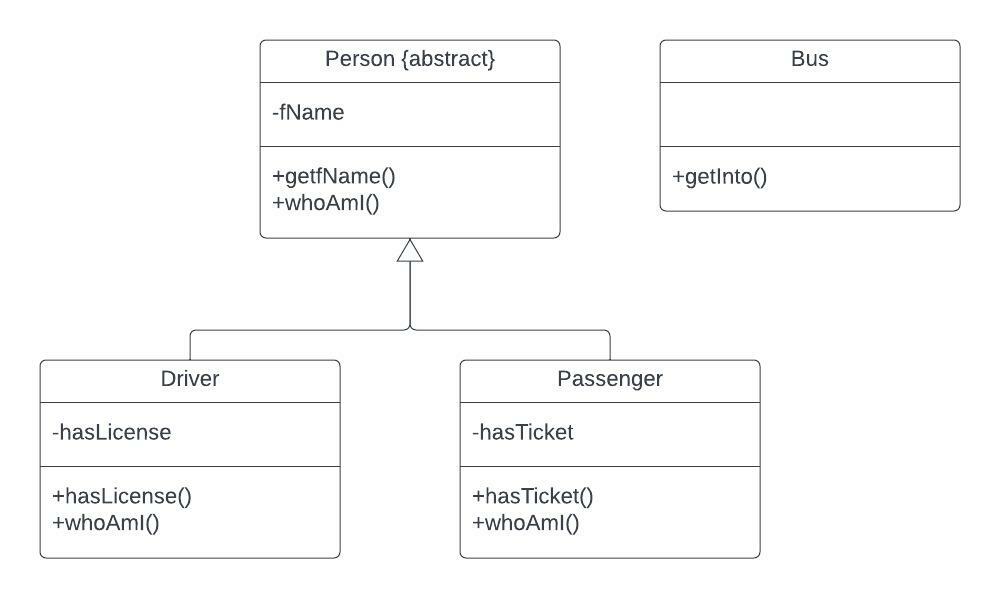 Person {abstract}
-fName
+getfName()
+whoAmI()
Bus
+getInto()
Driver
-hasLicense
+hasLicense()
+whoAmI()
Passenger
-hasTicket
+hasTicket()
+whoAmI()